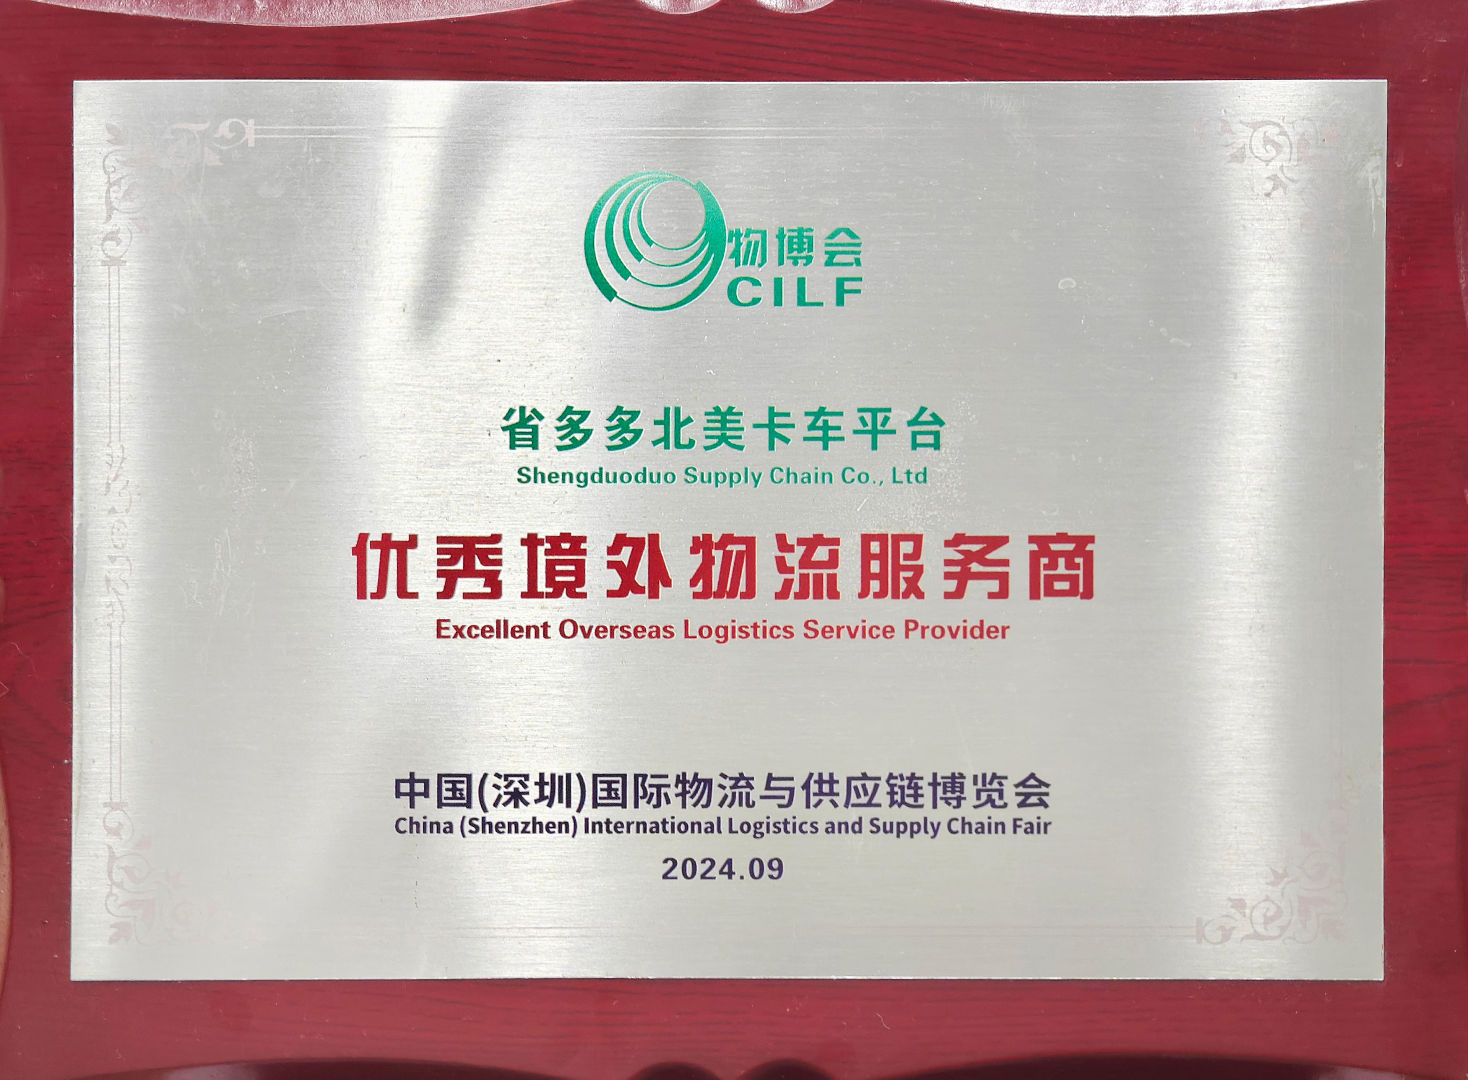 物博会
CILF
省多多北美卡车平台
Shengduoduo Supply Chain Co., Ltd
优秀境外物流服务商
Excellent Overseas Logistics Service Provider
中国(深圳)国际物流与供应链博览会
China (Shenzhen) International Logistics and Supply Chain Fair
2024.09